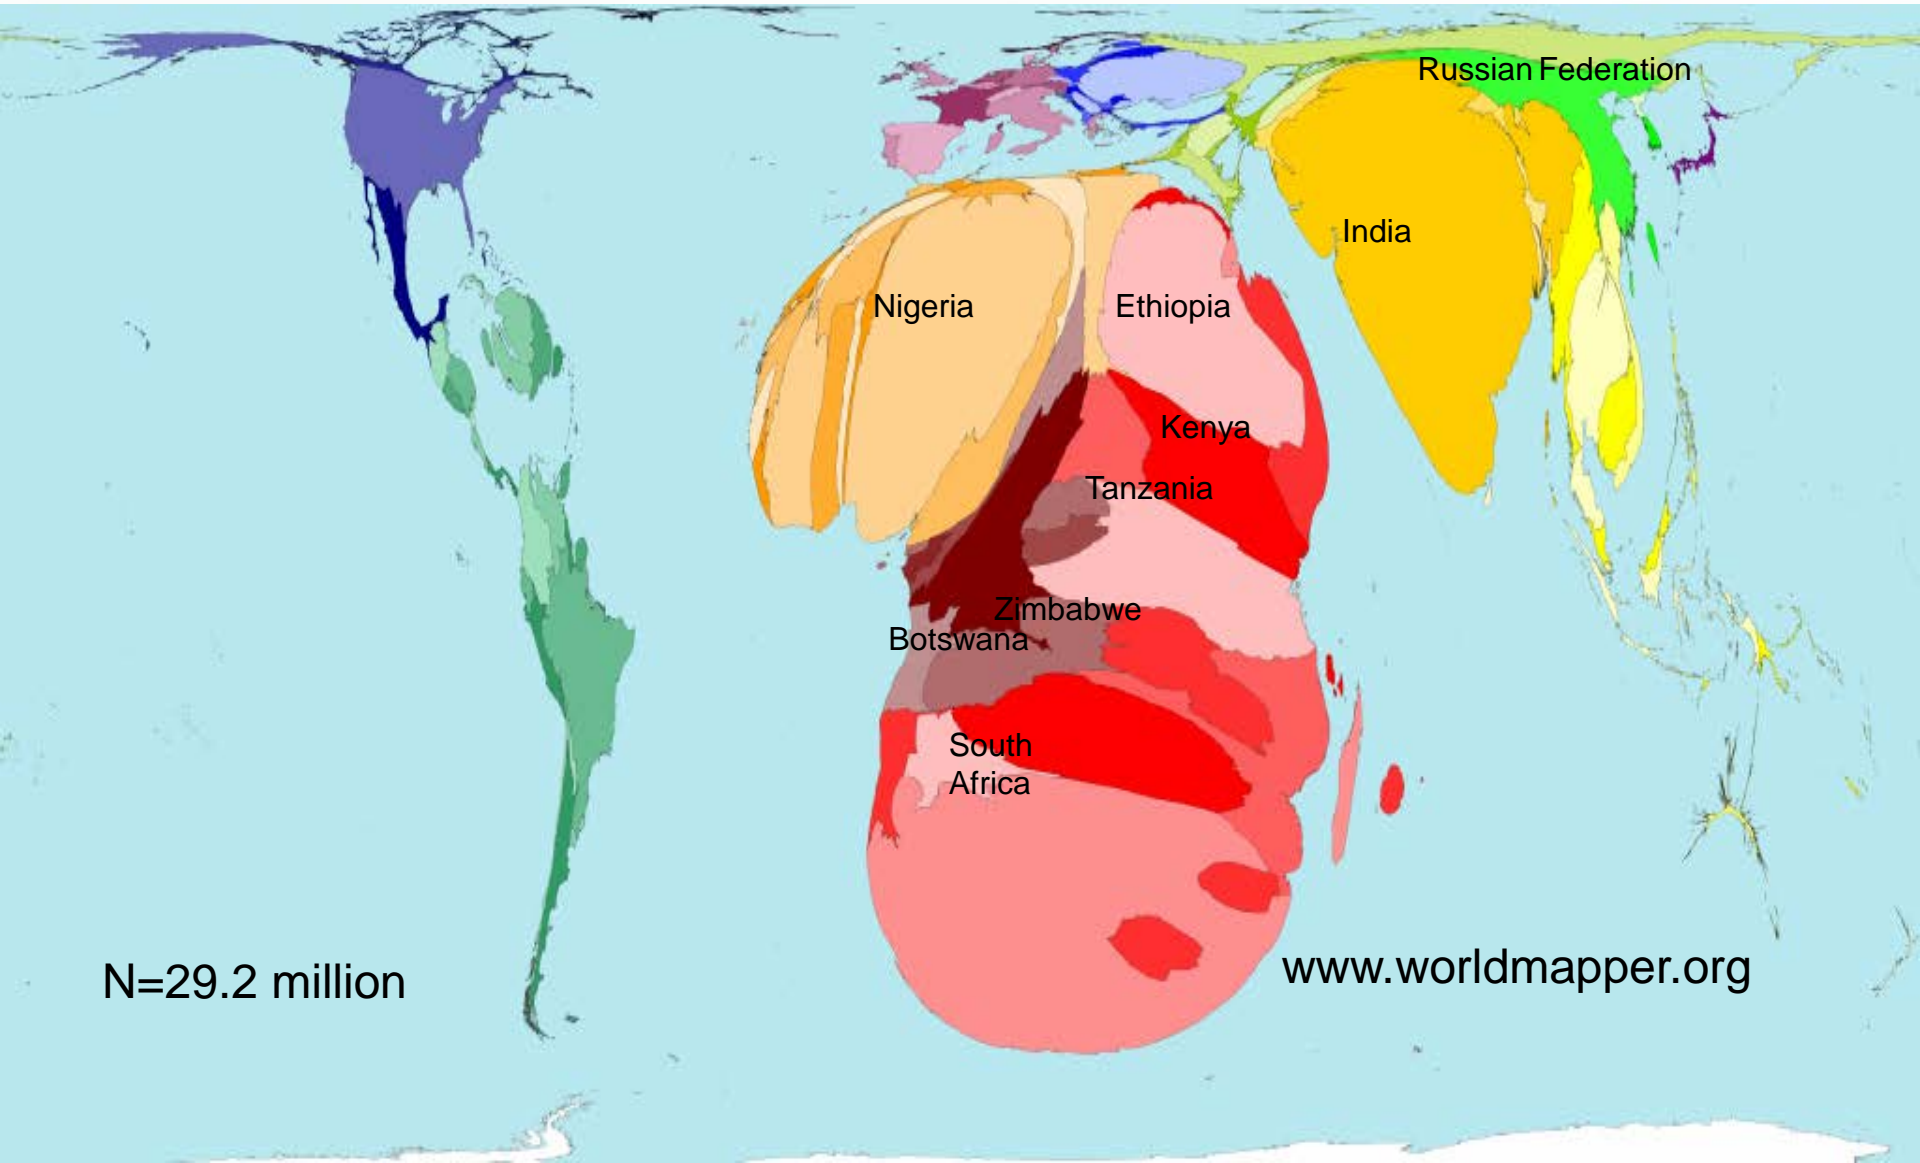 Russian Federation
India
Nigeria
Ethiopia
Kenya
Tanzania
Zimbabwe
Botswana
South
Africa
N=29.2 million
www.worldmapper.org